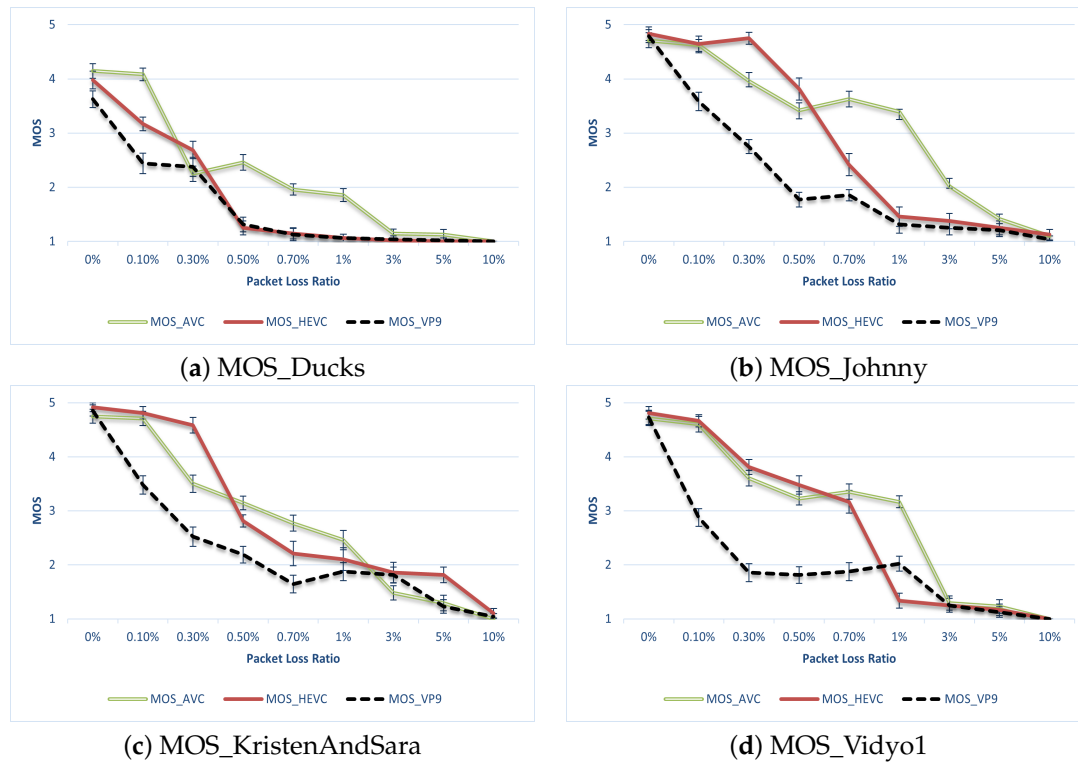 5
4
3
2
1
MOS
0% 0.10% 0.30% 0.50% 0.70% 1% 3% 5% 10%
Packet Loss Ratio
MOS_AVC MOS_HEVC MOS_VP9
(a) MOS_Ducks
5
4
3
2
1
MOS
0% 0.10% 0.30% 0.50% 0.70% 1% 3% 5% 10%
Packet Loss Ratio
MOS_AVC MOS_HEVC MOS_VP9
(b) MOS_Johnny
5
4
3
2
1
MOS
0% 0.10% 0.30% 0.50% 0.70% 1% 3% 5% 10%
Packet Loss Ratio
MOS_AVC MOS_HEVC MOS_VP9
(c) MOS_KristenAndSara
5
4
3
2
1
MOS
0% 0.10% 0.30% 0.50% 0.70% 1% 3% 5% 10%
Packet Loss Ratio
MOS_AVC MOS_HEVC MOS_VP9
(d) MOS_Vidyo1